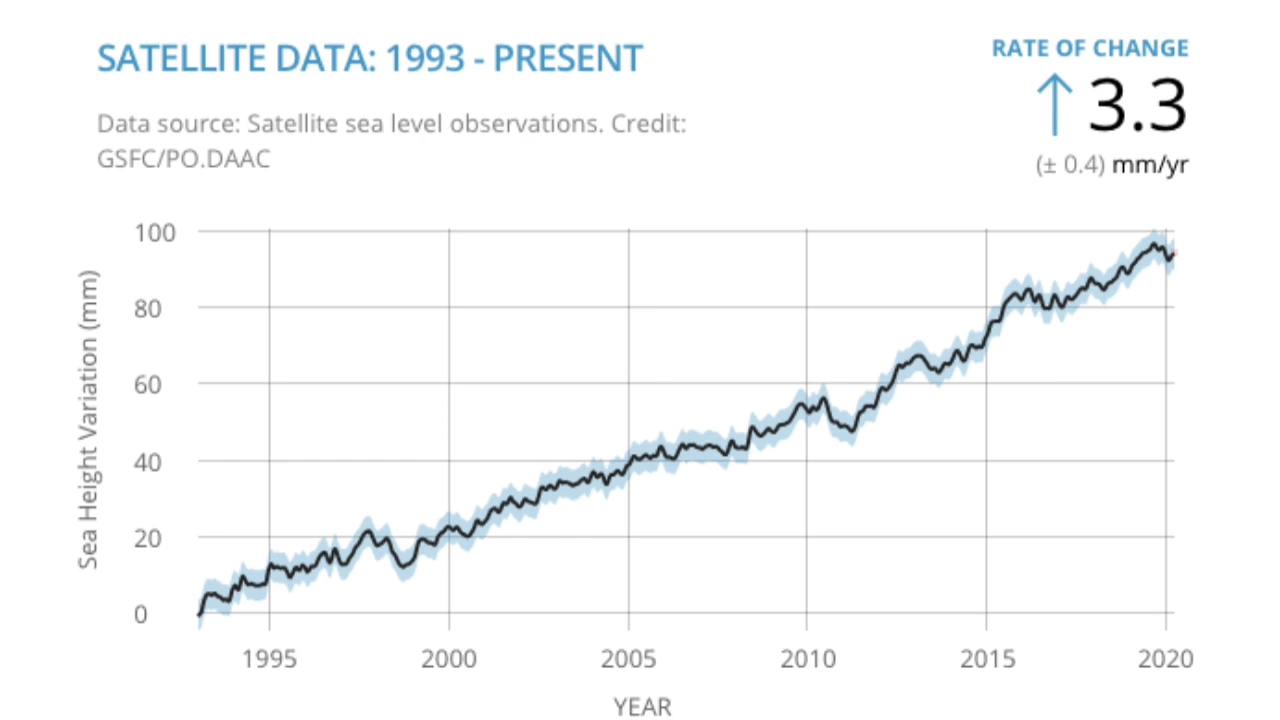 SATELLITE DATA: 1993 - PRESENT
RATE OF CHANGE
↑ 3.3
(± 0.4) mm/yr
Data source: Satellite sea level observations. Credit:
GSFC/PO.DAAC
Sea Height Variation (mm)
100
80
60
40
20
0
1995 2000 2005 2010 2015 2020
YEAR